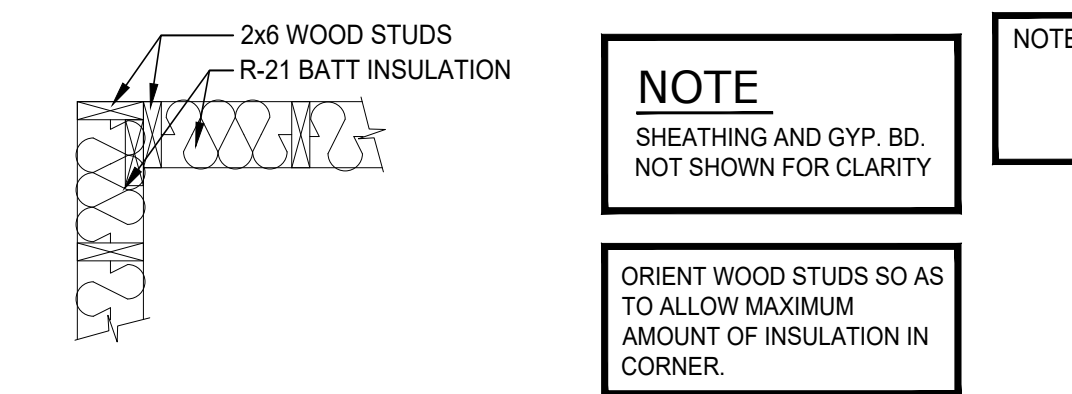 2x6 WOOD STUDS
R-21 BATT INSULATION
NOTE
SHEATHING AND GYP. BD.
NOT SHOWN FOR CLARITY
ORIENT WOOD STUDS SO AS
TO ALLOW MAXIMUM
AMOUNT OF INSULATION IN
CORNER.
NOTE